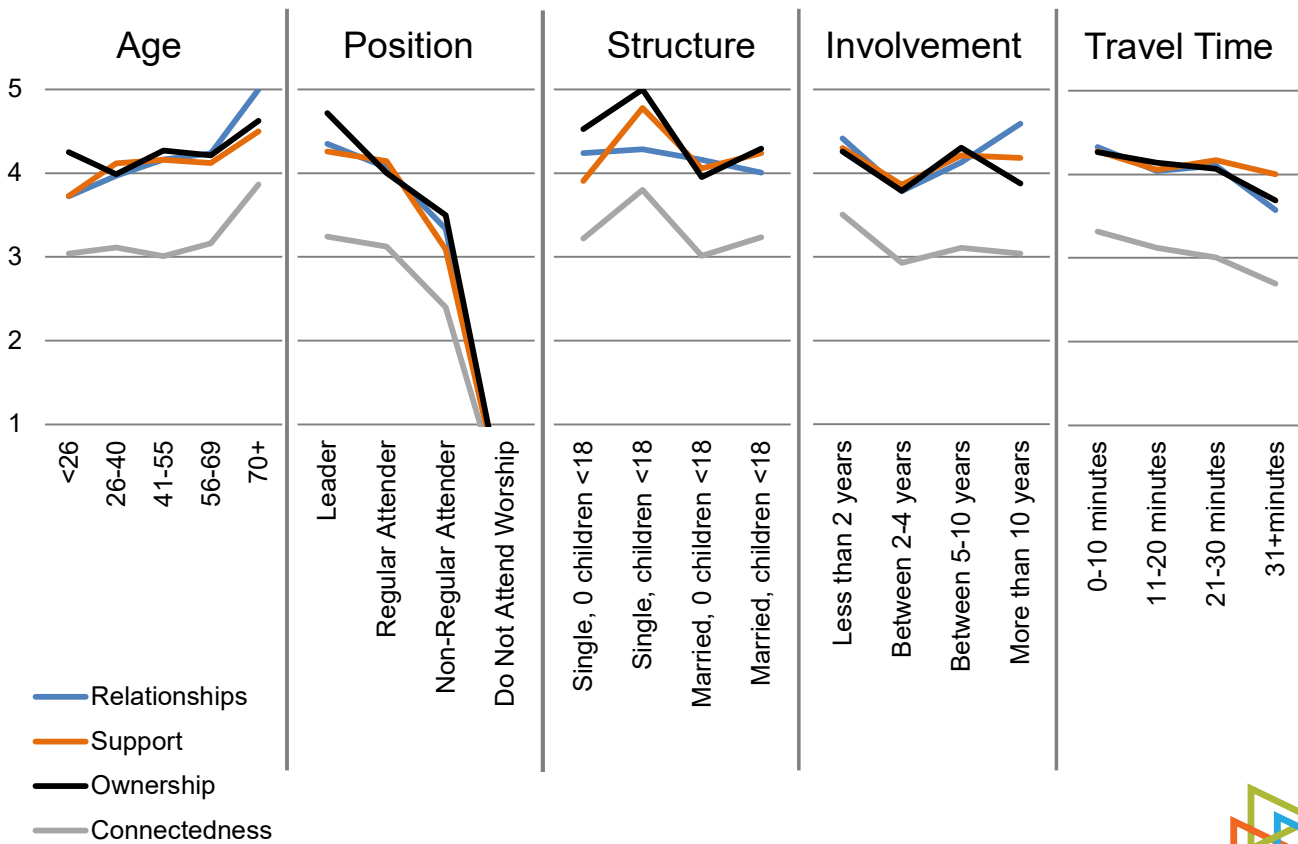 Age
Position
Structure
Involvement
Travel Time
5
4
3
2
1
<26
26-40
41-55
56-69
70+
Leader
Regular Attender
Non-Regular Attender
Do Not Attend Worship
Single, 0 children <18
Single, children <18
Married, 0 children <18
Married, children <18
Less than 2 years
Between 2-4 years
Between 5-10 years
More than 10 years
0-10 minutes
11-20 minutes
21-30 minutes
31+minutes
Relationships
Support
Ownership
Connectedness